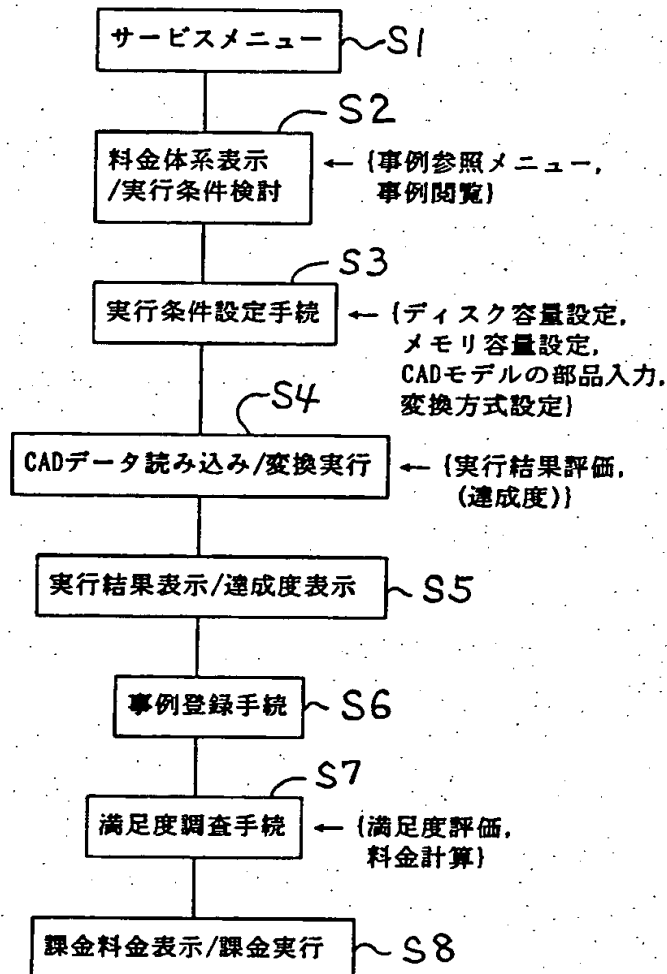 サービスメニュー
S1
S2
料金体系表示
/実行条件検討
← {事例参照メニュー,
事例閲覧}
S3
実行条件設定手続
← {ディスク容量設定,
メモリ容量設定,
CADモデルの部品入力,
変換方式設定}
S4
CADデータ読み込み/変換実行
← {実行結果評価,
(達成度)}
実行結果表示/達成度表示
S5
事例登録手続
S6
S7
満足度調査手続
← {満足度評価,
料金計算}
課金料金表示/課金実行
S8